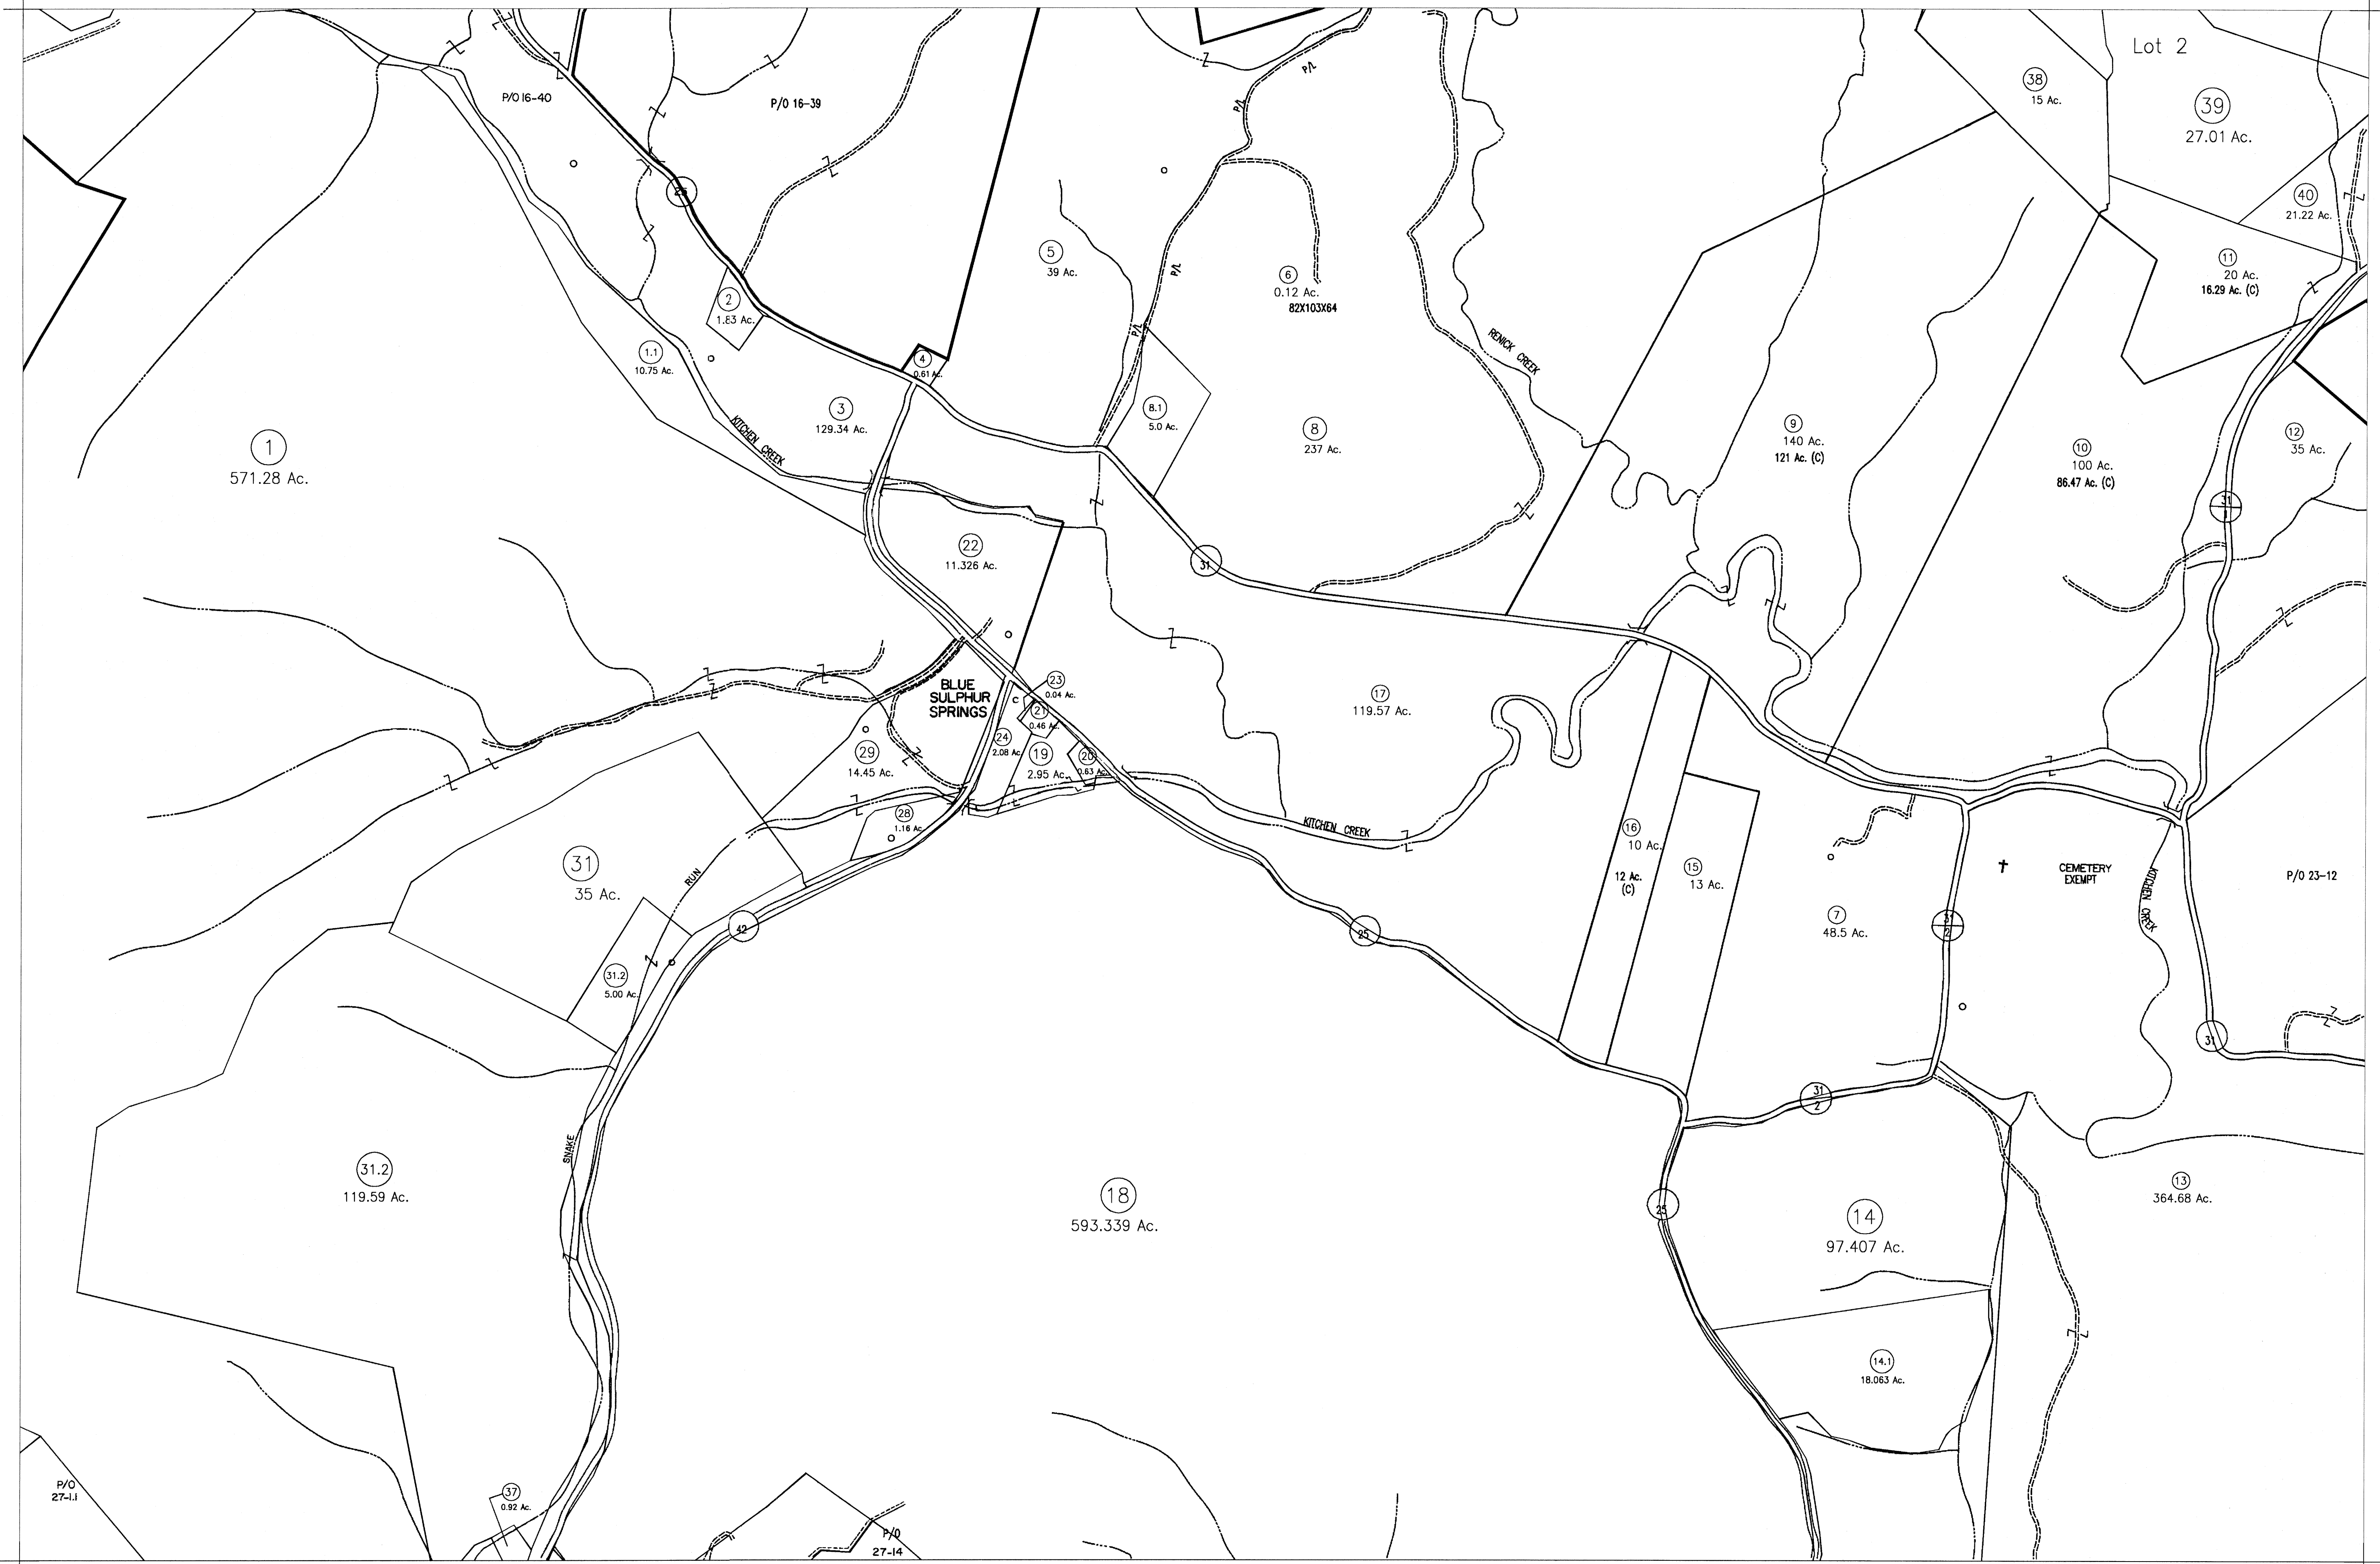 Lot 2
38
15 Ac.
39
27.01 Ac.
P/O 16-40
P/O 16-39
P/L
P/L
25
40
21.22 Ac.
5
39 Ac.
P/L
6
0.12 Ac.
82X103X64
11
20 Ac.
16.29 Ac. (C)
2
1.83 Ac.
P/L
RENICK CREEK
1.1
10.75 Ac.
4
0.61 Ac.
3
129.34 Ac.
KITCHEN CREEK
8.1
5.0 Ac.
8
237 Ac.
9
140 Ac.
121 Ac. (C)
10
100 Ac.
86.47 Ac. (C)
12
35 Ac.
1
571.28 Ac.
31
1
22
11.326 Ac.
31
BLUE
SULPHUR
SPRINGS
23
0.04 Ac.
C
21
0.46 Ac.
17
119.57 Ac.
24
2.08 Ac.
19
2.95 Ac.
20
0.63 Ac.
29
14.45 Ac.
28
1.16 Ac.
KITCHEN CREEK
16
10 Ac.
12 Ac.
(C)
15
13 Ac.
31
35 Ac.
RUN
CEMETERY
EXEMPT
KITCHEN CREEK
P/O 23-12
7
48.5 Ac.
31
2
42
25
31.2
5.00 Ac.
31
31
2
SNAKE
31.2
119.59 Ac.
18
593.339 Ac.
25
14
97.407 Ac.
13
364.68 Ac.
14.1
18.063 Ac.
P/O
27-1.1
37
0.92 Ac.
P/O
27-14